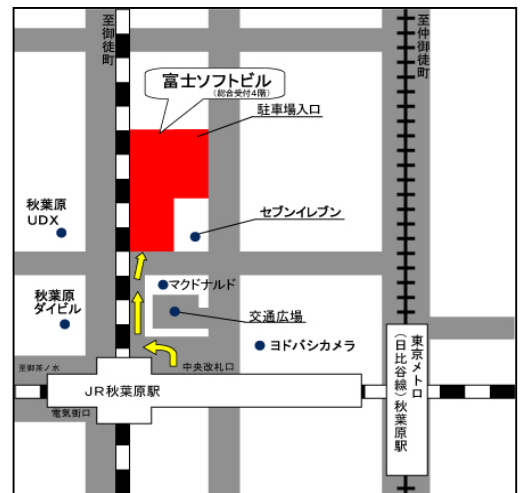 至御徒町
至仲御徒町
富士ソフトビル
(総合受付4階)
駐車場入口
秋葉原
UDX
セブンイレブン
マクドナルド
秋葉原
ダイビル
交通広場
ヨドバシカメラ
東京メトロ
(日比谷線)秋葉原駅
至御茶ノ水
中央改札口
JR秋葉原駅
電気街口